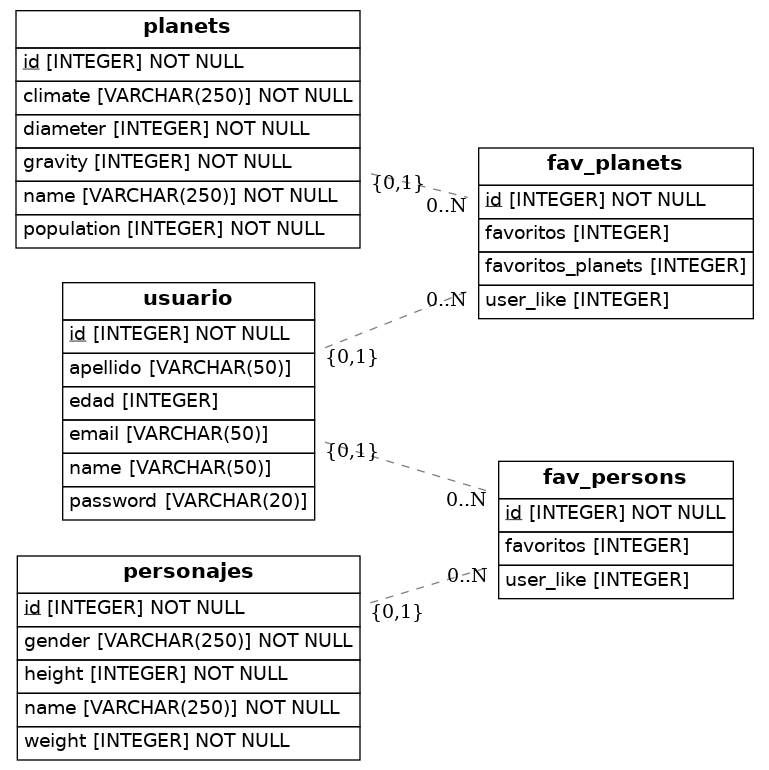 planets
id [INTEGER] NOT NULL
climate [VARCHAR(250)] NOT NULL
diameter [INTEGER] NOT NULL
gravity [INTEGER] NOT NULL
name [VARCHAR(250)] NOT NULL
population [INTEGER] NOT NULL
{0,1}
0..N
fav_planets
id [INTEGER] NOT NULL
favoritos [INTEGER]
favoritos_planets [INTEGER]
user_like [INTEGER]
0..N
{0,1}
usuario
id [INTEGER] NOT NULL
apellido [VARCHAR(50)]
edad [INTEGER]
email [VARCHAR(50)]
name [VARCHAR(50)]
password [VARCHAR(20)]
{0,1}
0..N
fav_persons
id [INTEGER] NOT NULL
favoritos [INTEGER]
user_like [INTEGER]
0..N
{0,1}
personajes
id [INTEGER] NOT NULL
gender [VARCHAR(250)] NOT NULL
height [INTEGER] NOT NULL
name [VARCHAR(250)] NOT NULL
weight [INTEGER] NOT NULL